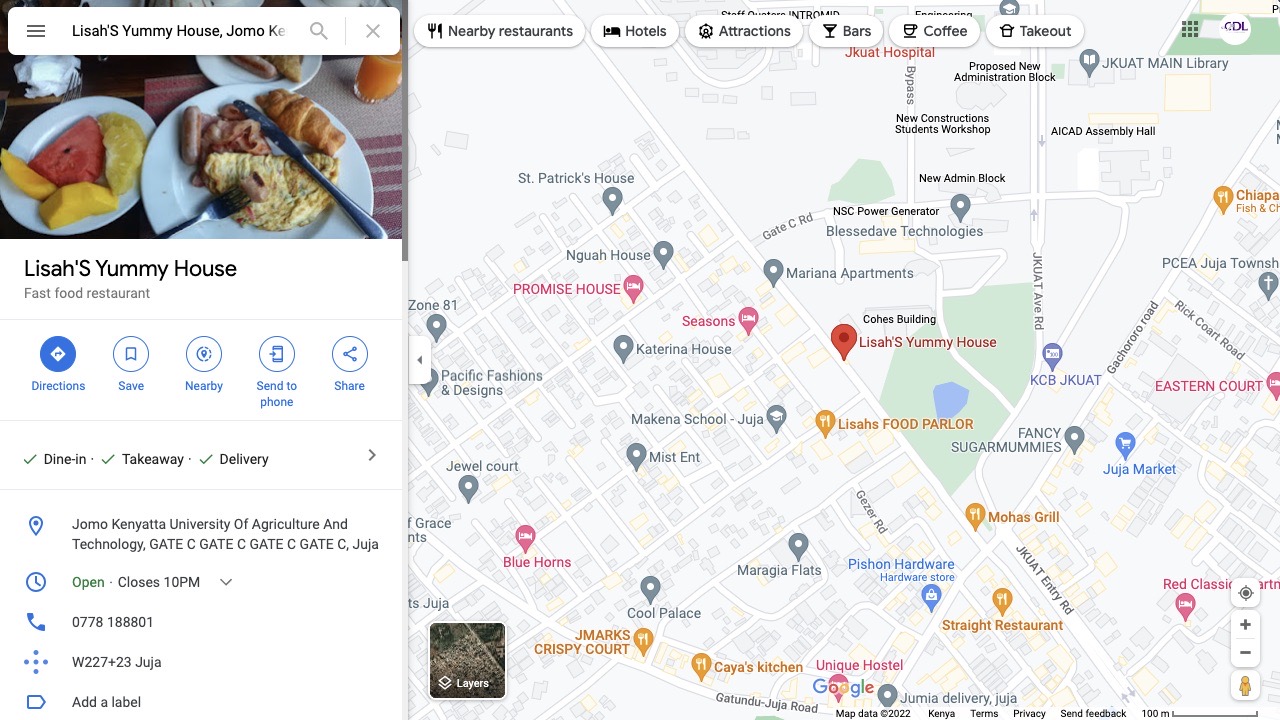 Lisah'S Yummy House, Jomo Ke
Nearby restaurants
Hotels
Attractions
Bars
Coffee
Takeout
CDL
Lisah'S Yummy House
Fast food restaurant
Directions
Save
Nearby
Send to
phone
Share
Dine-in ·
Takeaway ·
Delivery
Jomo Kenyatta University Of Agriculture And
Technology, GATE C GATE C GATE C GATE C, Juja
Open · Closes 10PM
0778 188801
W227+23 Juja
Add a label
Staff Quaters INTROMID
Engineering
Jkuat Hospital
Bypass
Proposed New
Administration Block
JKUAT MAIN Library
New Constructions
Students Workshop
AICAD Assembly Hall
St. Patrick's House
New Admin Block
Chiapa
Fish & Ch
Gate C Rd
NSC Power Generator
Blessedave Technologies
Nguah House
Mariana Apartments
JKUAT Ave Rd
PCEA Juja Townsh
PROMISE HOUSE
Zone 81
Seasons
Cohes Building
Lisah'S Yummy House
Gachororo road
Rick Coart Road
Katerina House
Pacific Fashions
& Designs
KCB JKUAT
EASTERN COURT
Makena School - Juja
Lisahs FOOD PARLOR
FANCY
SUGARMUMMIES
Mist Ent
Juja Market
Jewel court
Gezer Rd
f Grace
nts
Mohas Grill
Blue Horns
Maragia Flats
Pishon Hardware
Hardware store
JKUAT Entry Rd
ts Juja
Cool Palace
Red Classic
artn
Straight Restaurant
JMARKS
CRISPY COURT
Caya's kitchen
Unique Hostel
Layers
Google
Gatundu-Juja Road
Jumia delivery, juja
Map data ©2022
Kenya
Terms
Privacy
Send feedback
100 m